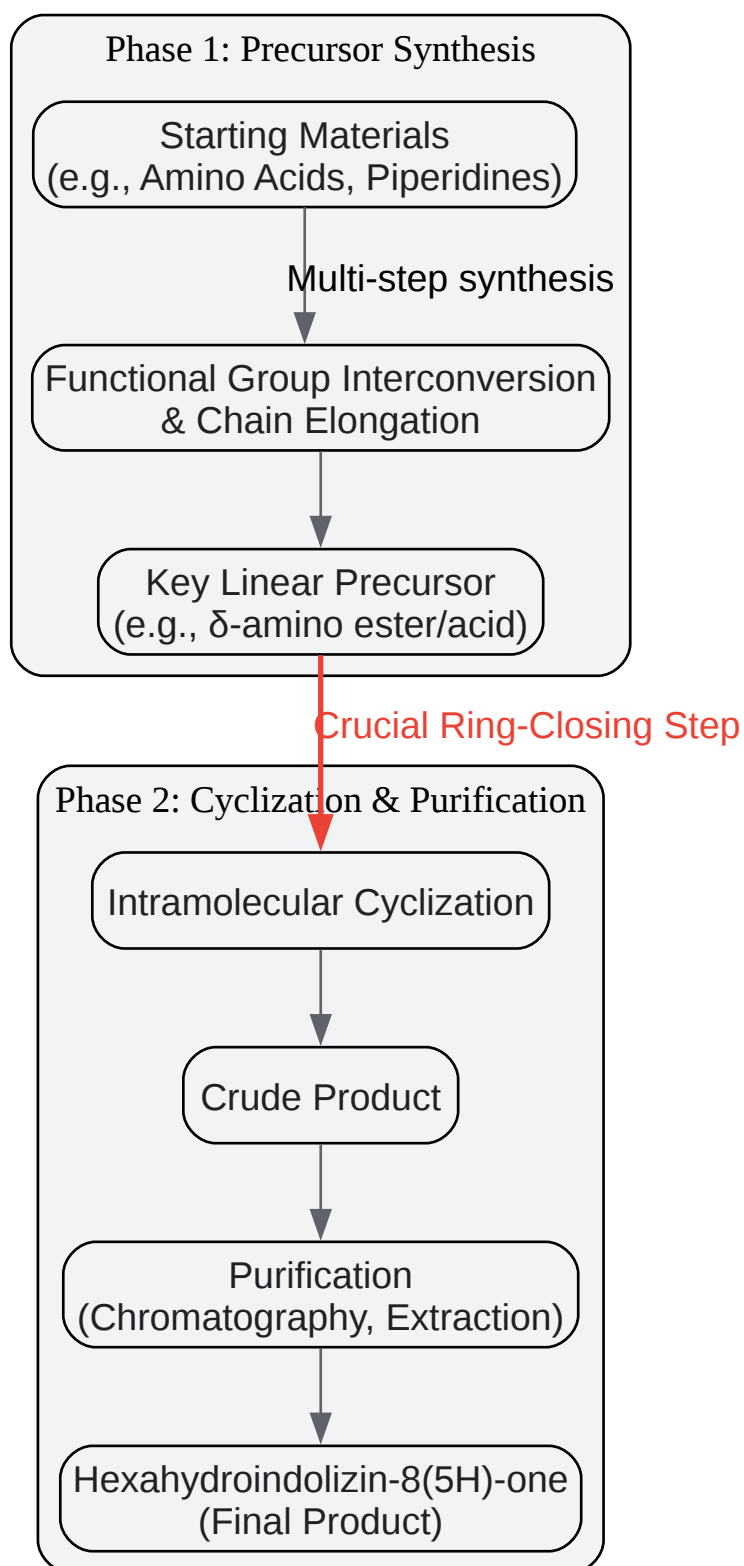 Phase 1: Precursor Synthesis
Starting Materials
(e.g., Amino Acids, Piperidines)
Multi-step synthesis
Functional Group Interconversion
& Chain Elongation
Key Linear Precursor
(e.g., δ-amino ester/acid)
Crucial Ring-Closing Step
Phase 2: Cyclization & Purification
Intramolecular Cyclization
Crude Product
Purification
(Chromatography, Extraction)
Hexahydroindolizin-8(5H)-one
(Final Product)